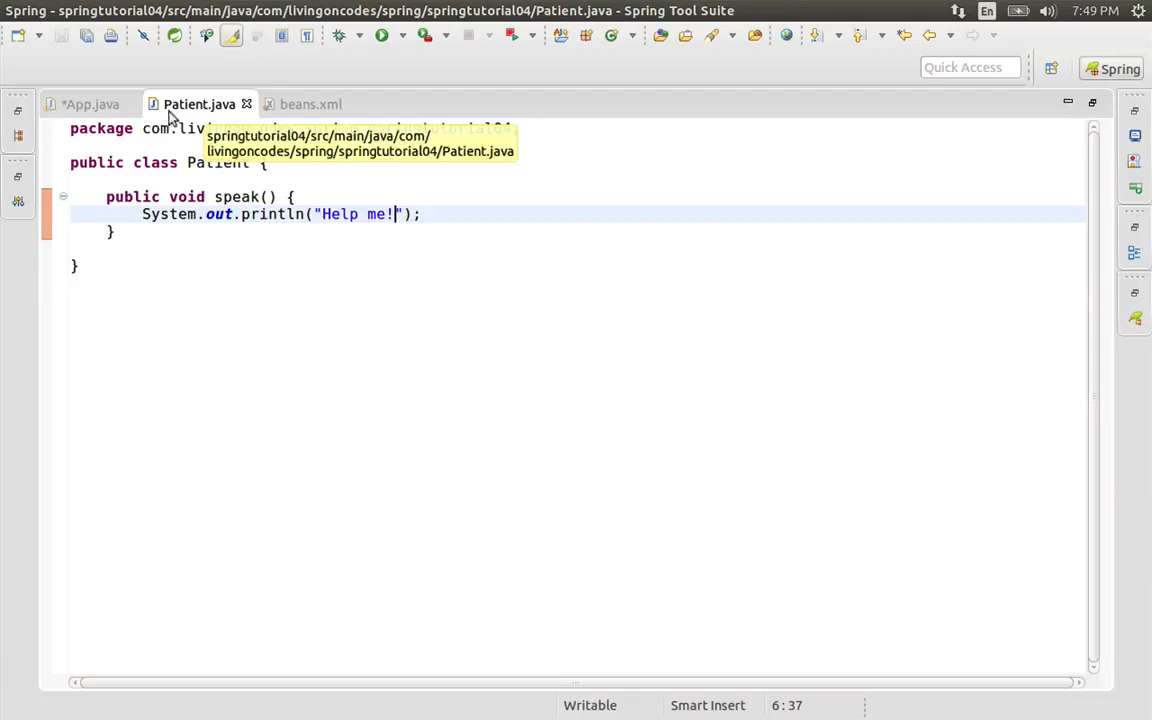 Spring - springtutorial04/src/main/java/com/livingoncodes/spring/springtutorial04/Patient.java - Spring Tool Suite
En
7:49 PM
Quick Access
Spring
*App.java
Patient.java
beans.xml
package
springtutorial04/src/main/java/com/
livingoncodes/spring/springtutorial04/Patient.java
public class Patient {
public void speak() {
System.out.println("Help me!");
}
}
Writable
Smart Insert
6 : 37